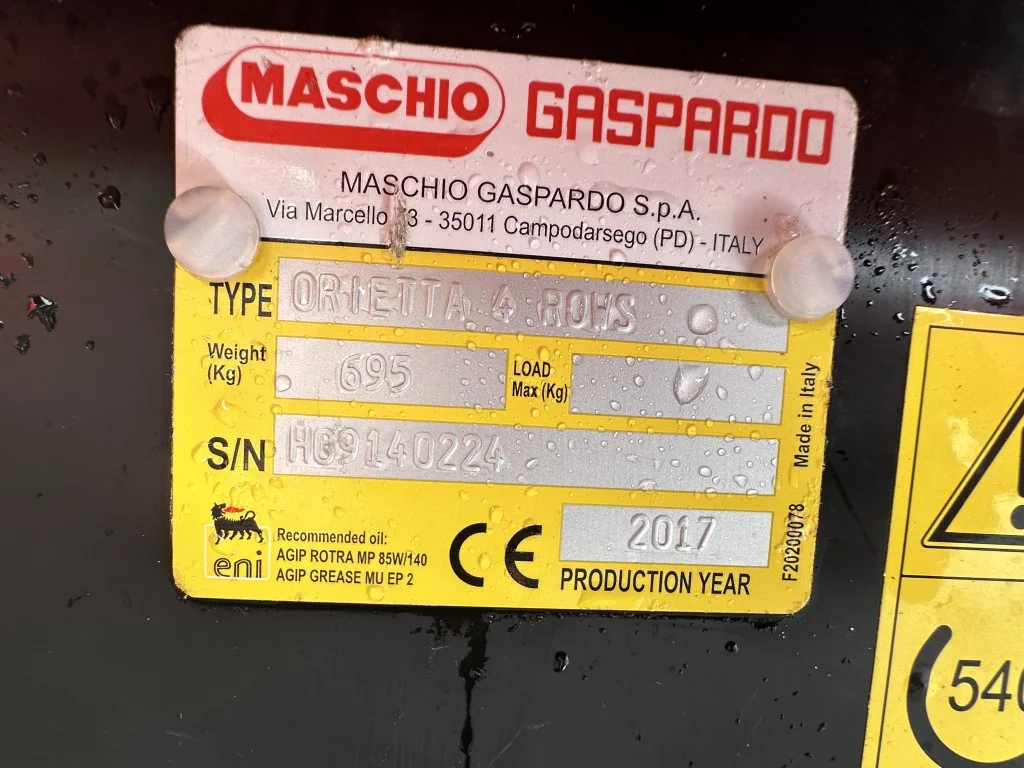 MASCHIO GASPARDO
MASCHIO GASPARDO S.p.A.
Via Marcello 73 - 35011 Campodarsego (PD) - ITALY
TYPE ORIETTA 4 ROHS
Weight (Kg) 695 LOAD Max (Kg)
S/N HG9140224
Made in Italy
F20200078
eni
Recommended oil:
AGIP ROTRA MP 85W/140
AGIP GREASE MU EP 2
CE
2017
PRODUCTION YEAR
540